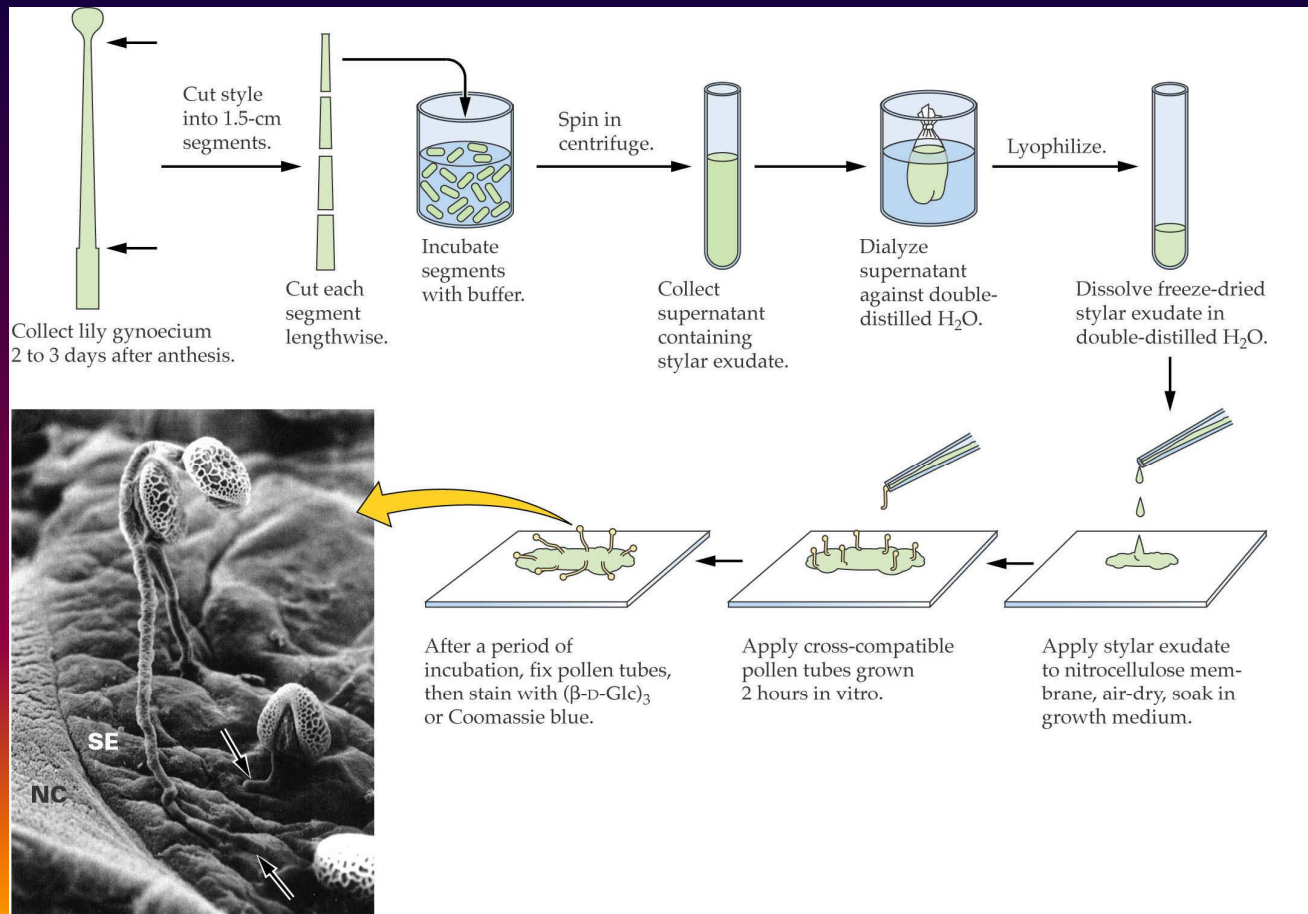 Cut style
into 1.5-cm
segments.
Collect lily gynoecium
2 to 3 days after anthesis.
Cut each
segment
lengthwise.
Incubate
segments
with buffer.
Spin in
centrifuge.
Collect
supernatant
containing
stylar exudate.
Dialyze
supernatant
against double-
distilled H₂O.
Lyophilize.
Dissolve freeze-dried
stylar exudate in
double-distilled H₂O.
Apply stylar exudate
to nitrocellulose mem-
brane, air-dry, soak in
growth medium.
Apply cross-compatible
pollen tubes grown
2 hours in vitro.
After a period of
incubation, fix pollen tubes,
then stain with (β-D-Glc)₃
or Coomassie blue.
SE
NC